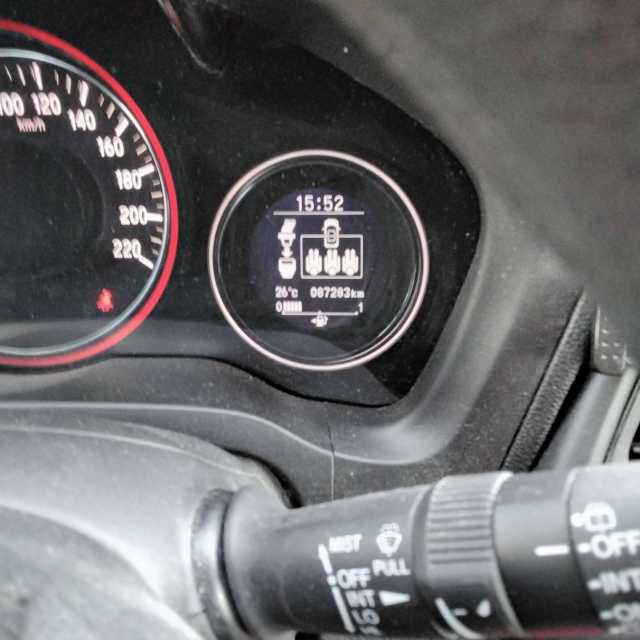 100
120
140
160
180
200
220
km/h
15:52
26°C 087283km
0 1
MIST
OFF PULL
INT
LO
OFF
INT